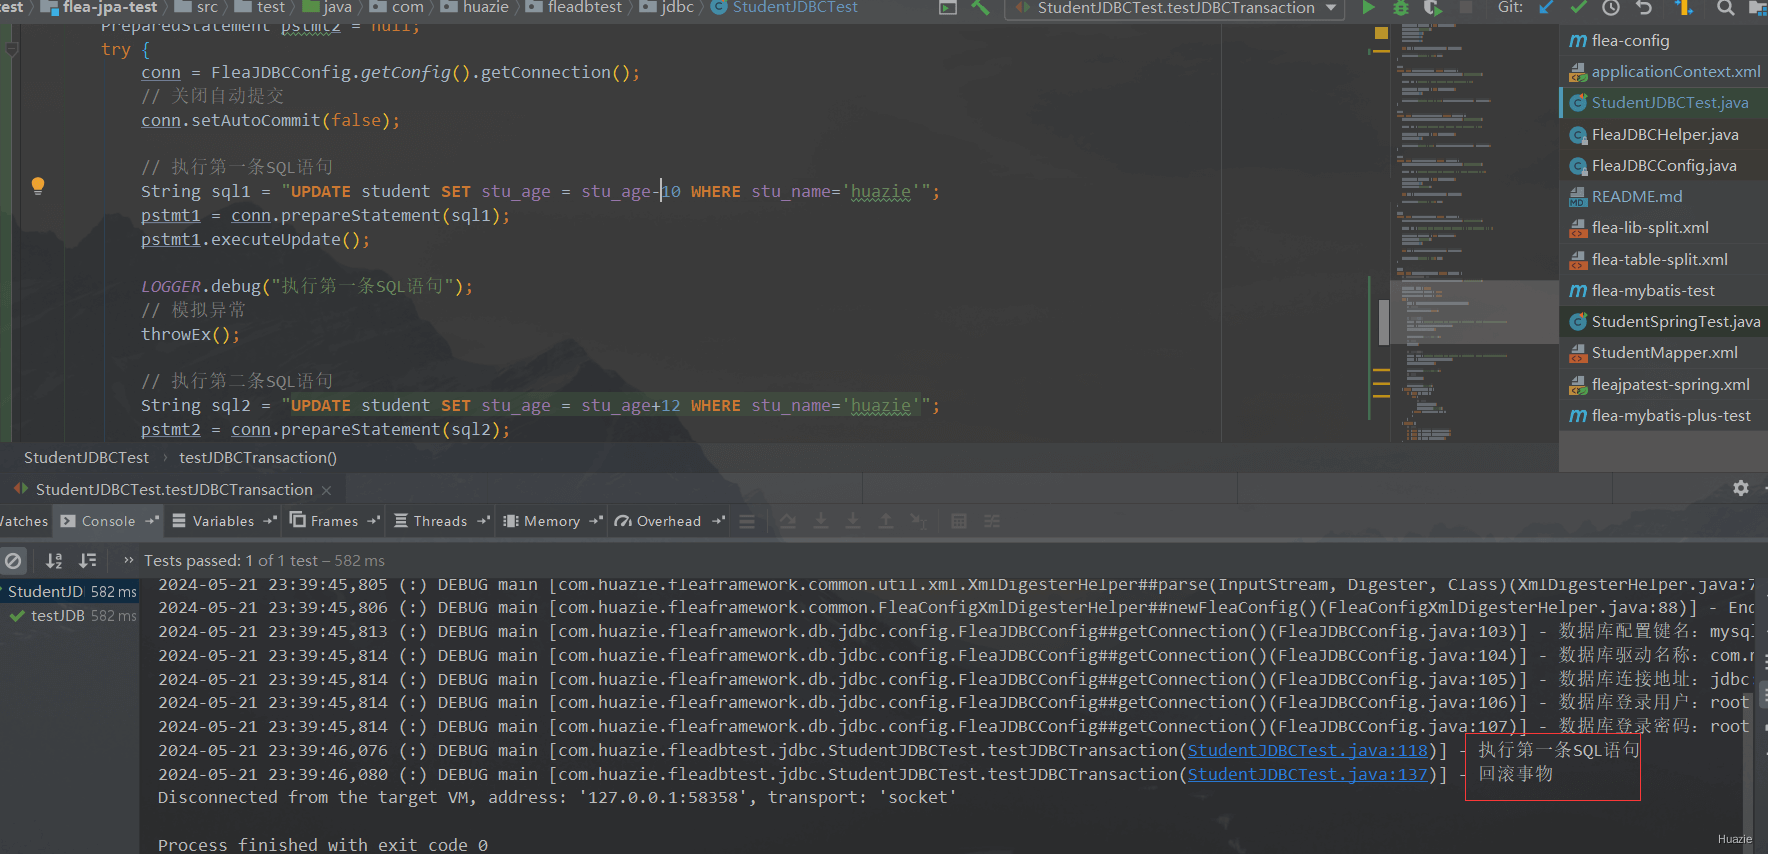 est flea-jpa-test src test java com huazie fleadbtest jdbc StudentJDBCTest StudentJDBCTest.testJDBCTransaction Git:
PreparedStatement pstmt2 = null;
try {
conn = FleaJDBCConfig.getConfig().getConnection();
// 关闭自动提交
conn.setAutoCommit(false);
// 执行第一条SQL语句
String sql1 = "UPDATE student SET stu_age = stu_age-10 WHERE stu_name='huazie'";
pstmt1 = conn.prepareStatement(sql1);
pstmt1.executeUpdate();
LOGGER.debug("执行第一条SQL语句");
// 模拟异常
throwEx();
// 执行第二条SQL语句
String sql2 = "UPDATE student SET stu_age = stu_age+12 WHERE stu_name='huazie'";
pstmt2 = conn.prepareStatement(sql2);
flea-config
applicationContext.xml
StudentJDBCTest.java
FleaJDBCHelper.java
FleaJDBCConfig.java
README.md
flea-lib-split.xml
flea-table-split.xml
flea-mybatis-test
StudentSpringTest.java
StudentMapper.xml
fleajpatest-spring.xml
flea-mybatis-plus-test
StudentJDBCTest › testJDBCTransaction()
StudentJDBCTest.testJDBCTransaction
Watches Console Variables Frames Threads Memory Overhead
Tests passed: 1 of 1 test – 582 ms
StudentJD 582 ms
testJDB 582 ms
2024-05-21 23:39:45,805 (:) DEBUG main [com.huazie.fleaframework.common.util.xml.XmlDigesterHelper##parse(InputStream, Digester, Class)(XmlDigesterHelper.java:7
2024-05-21 23:39:45,806 (:) DEBUG main [com.huazie.fleaframework.common.FleaConfigXmlDigesterHelper##newFleaConfig()(FleaConfigXmlDigesterHelper.java:88)] - End
2024-05-21 23:39:45,813 (:) DEBUG main [com.huazie.fleaframework.db.jdbc.config.FleaJDBCConfig##getConnection()(FleaJDBCConfig.java:103)] - 数据库配置键名：mysql
2024-05-21 23:39:45,814 (:) DEBUG main [com.huazie.fleaframework.db.jdbc.config.FleaJDBCConfig##getConnection()(FleaJDBCConfig.java:104)] - 数据库驱动名称：com.m
2024-05-21 23:39:45,814 (:) DEBUG main [com.huazie.fleaframework.db.jdbc.config.FleaJDBCConfig##getConnection()(FleaJDBCConfig.java:105)] - 数据库连接地址：jdbc
2024-05-21 23:39:45,814 (:) DEBUG main [com.huazie.fleaframework.db.jdbc.config.FleaJDBCConfig##getConnection()(FleaJDBCConfig.java:106)] - 数据库登录用户：root
2024-05-21 23:39:45,814 (:) DEBUG main [com.huazie.fleaframework.db.jdbc.config.FleaJDBCConfig##getConnection()(FleaJDBCConfig.java:107)] - 数据库登录密码：root
2024-05-21 23:39:46,076 (:) DEBUG main [com.huazie.fleadbtest.jdbc.StudentJDBCTest.testJDBCTransaction(StudentJDBCTest.java:118)] - 执行第一条SQL语句
2024-05-21 23:39:46,080 (:) DEBUG main [com.huazie.fleadbtest.jdbc.StudentJDBCTest.testJDBCTransaction(StudentJDBCTest.java:137)] - 回滚事物
Disconnected from the target VM, address: '127.0.0.1:58358', transport: 'socket'
Process finished with exit code 0
Huazie